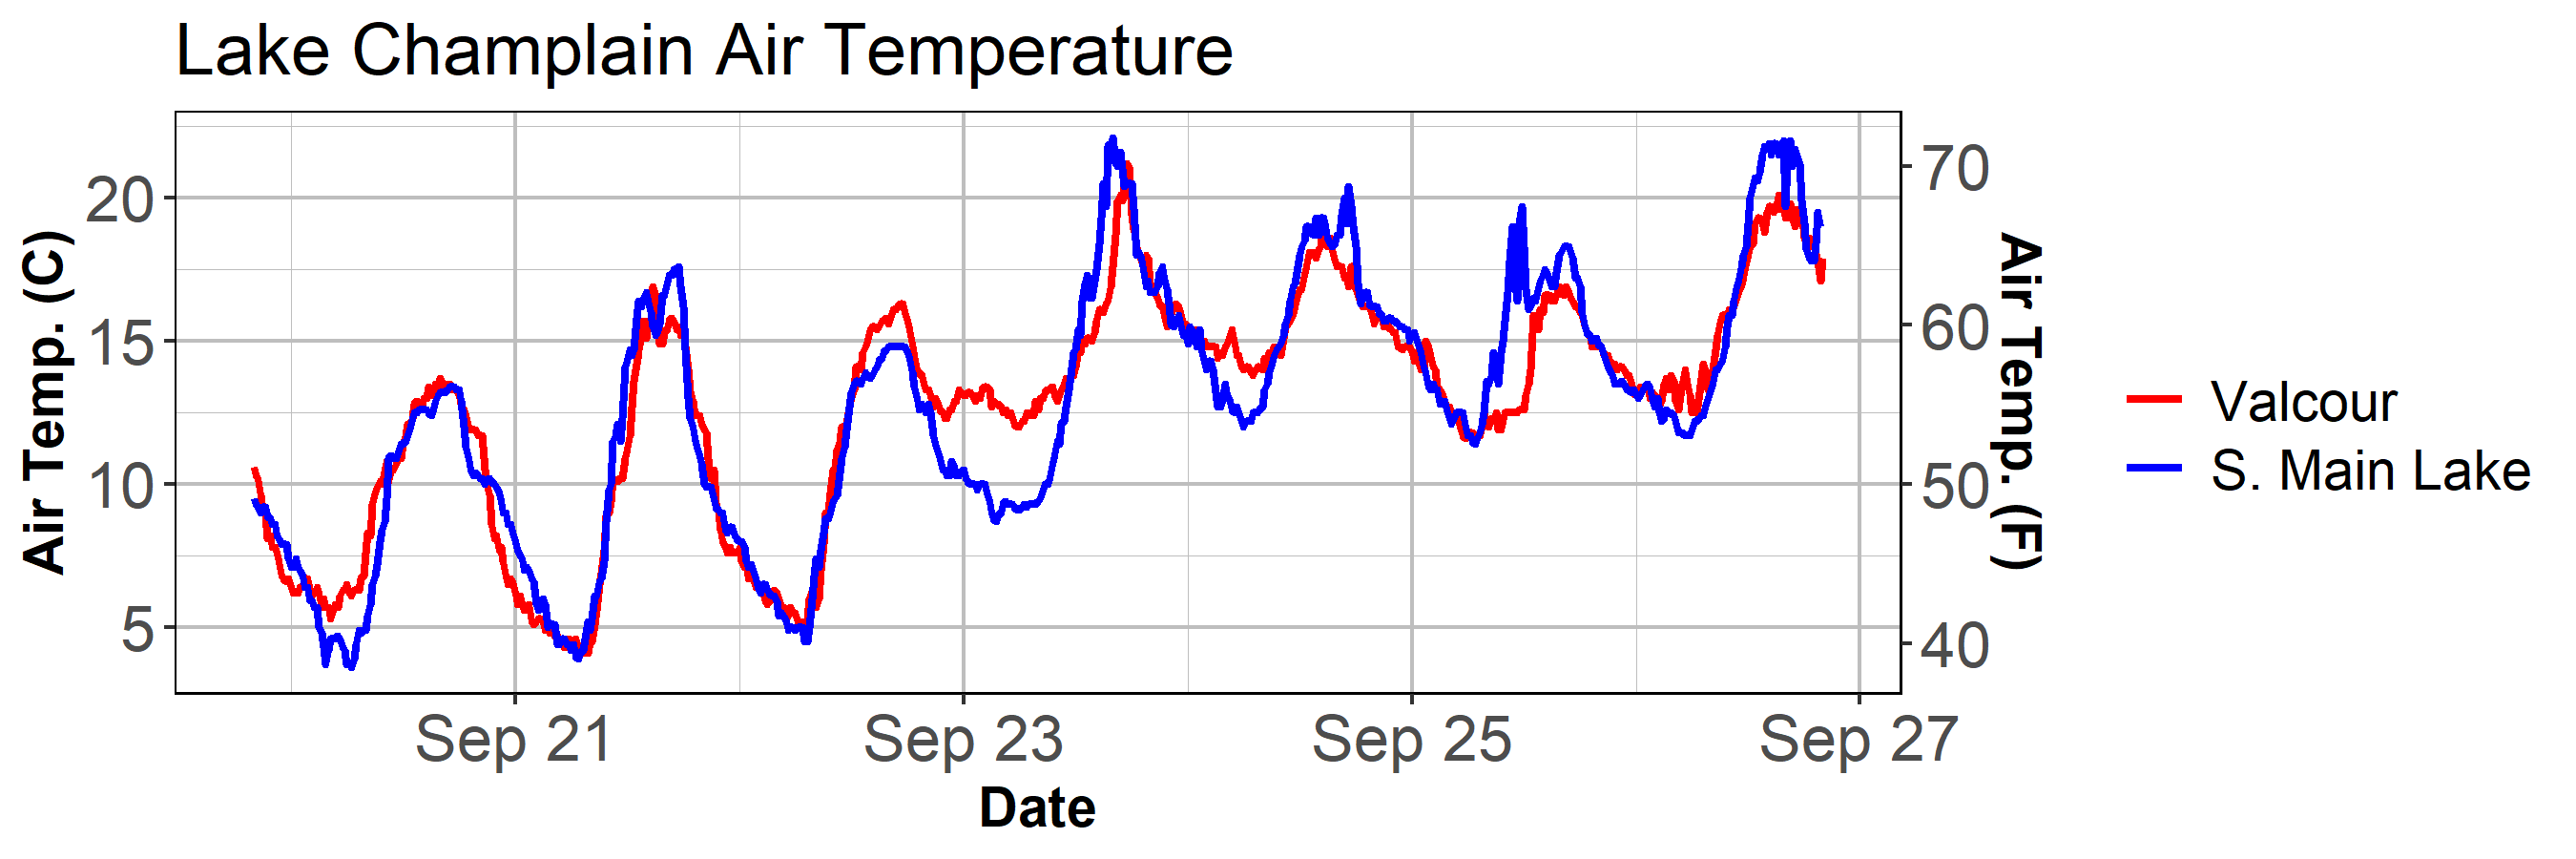 Lake Champlain Air Temperature
Air Temp. (C)
20
15
10
5
70
60
50
40
Air Temp. (F)
Sep 21
Sep 23
Sep 25
Sep 27
Date
Valcour
S. Main Lake